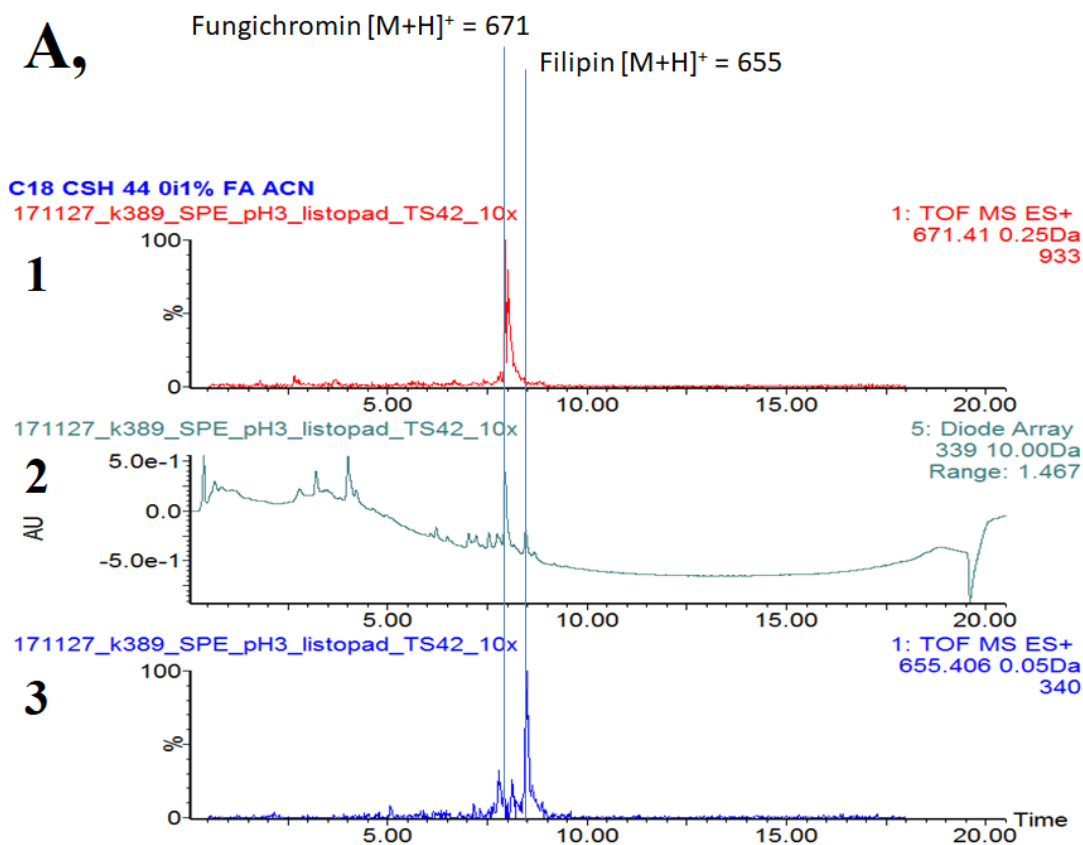 A,
Fungichromin [M+H]⁺ = 671
Filipin [M+H]⁺ = 655
C18 CSH 44 0i1% FA ACN
171127_k389_SPE_pH3_listopad_TS42_10x
1: TOF MS ES+
671.41 0.25Da
933
1
100
%
0
5.00 10.00 15.00 20.00
171127_k389_SPE_pH3_listopad_TS42_10x
5: Diode Array
339 10.00Da
Range: 1.467
2
AU
5.0e-1
0.0
-5.0e-1
5.00 10.00 15.00 20.00
171127_k389_SPE_pH3_listopad_TS42_10x
1: TOF MS ES+
655.406 0.05Da
340
3
100
%
0
5.00 10.00 15.00 20.00
Time